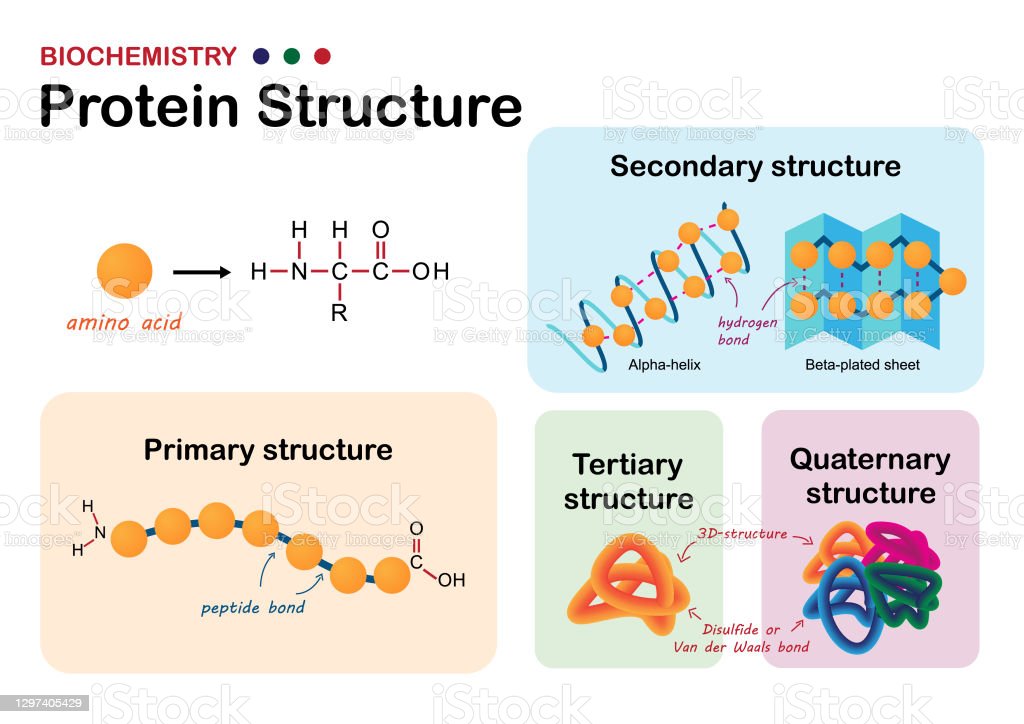 BIOCHEMISTRY
Protein Structure
amino acid
H H O
H N C C OH
R
Secondary structure
hydrogen
bond
Alpha-helix
Beta-plated sheet
Primary structure
H
N
H
O
C
OH
peptide bond
Tertiary
structure
Quaternary
structure
3D-structure
Disulfide or
Van der Waals bond
iStock
by Getty Images™
1297405429